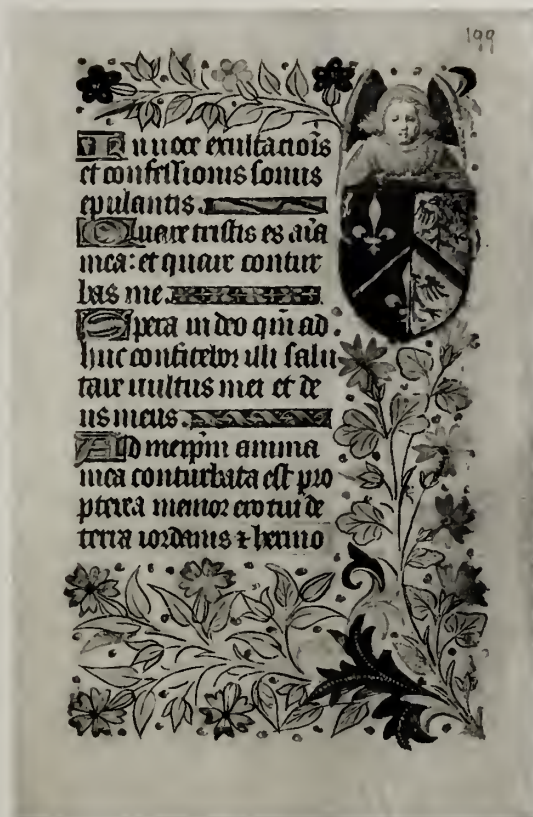 199
In uoce exultaciois
et confessionis sonus
epulantis.
Quare tristis es aīa
mea: et quare contur
bas me.
Spera in deo qm̄ ad
huc confitebor illi salu
tare uultus mei et de
us meus.
AD meip̄m anima
mea conturbata est pro
pterea memor ero tui de
terra iordanis ⁊ hermo